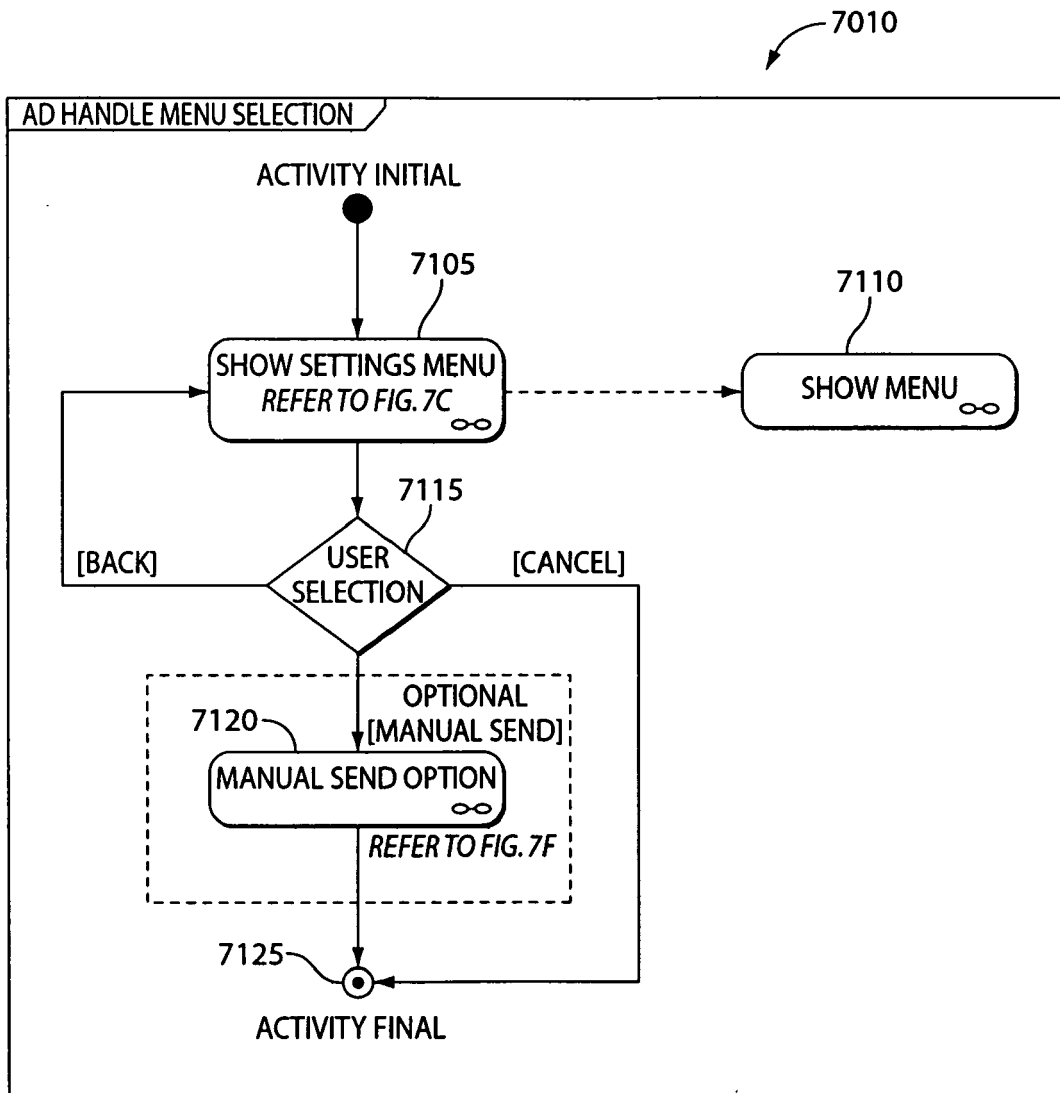 7010
AD HANDLE MENU SELECTION
ACTIVITY INITIAL
7105
7110
SHOW SETTINGS MENU
REFER TO FIG. 7C
SHOW MENU
7115
[BACK]
USER
SELECTION
[CANCEL]
OPTIONAL
[MANUAL SEND]
7120
MANUAL SEND OPTION
REFER TO FIG. 7F
7125
ACTIVITY FINAL